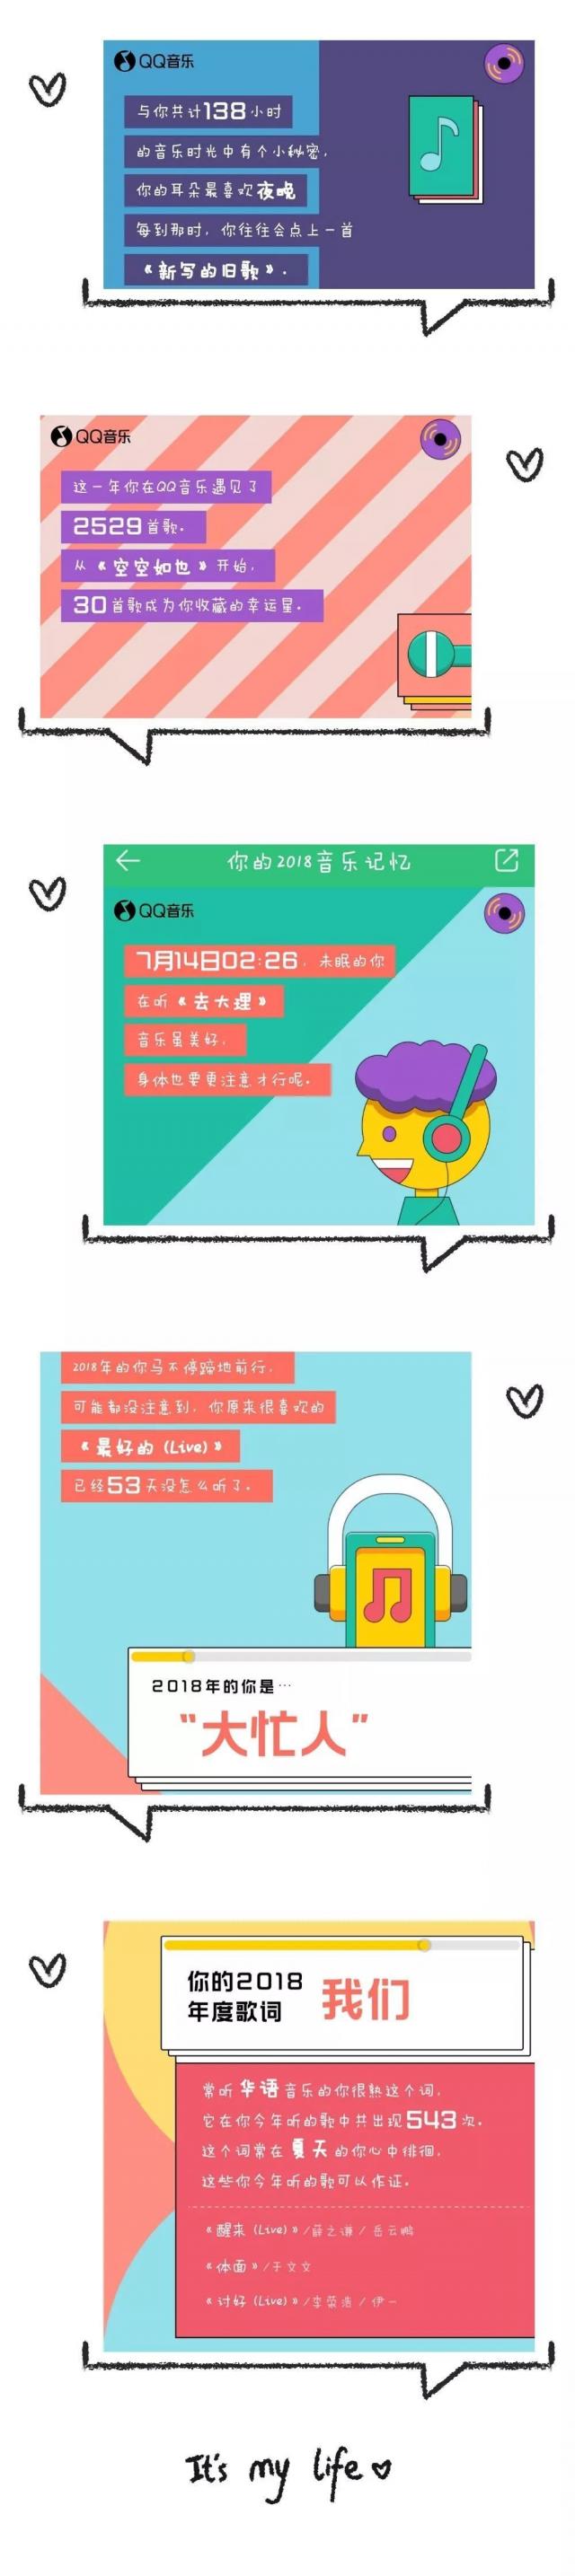 QQ音乐
与你共计138小时
的音乐时光中有个小秘密,
你的耳朵最喜欢夜晚
每到那时,你往往会点上一首
《新写的旧歌》.
QQ音乐
这一年你在QQ音乐遇见了
2529首歌。
从《空空如也》开始,
30首歌成为你收藏的幸运星。
你的2018音乐记忆
QQ音乐
7月14日02:26,未眠的你
在听《去大理》
音乐虽美好,
身体也要更注意才行呢。
2018年的你马不停蹄地前行,
可能都没注意到,你原来很喜欢的
《最好的(Live)》
已经53天没怎么听了。
2018年的你是…
“大忙人”
你的2018
年度歌词 我们
常听华语音乐的你很熟这个词,
它在你今年听的歌中共出现543次。
这个词常在夏天的你心中徘徊,
这些你今年听的歌可以作证。
《醒来(Live)》/薛之谦/岳云鹏
《体面》/于文文
《讨好(Live)》/李荣浩/伊一
It's my life